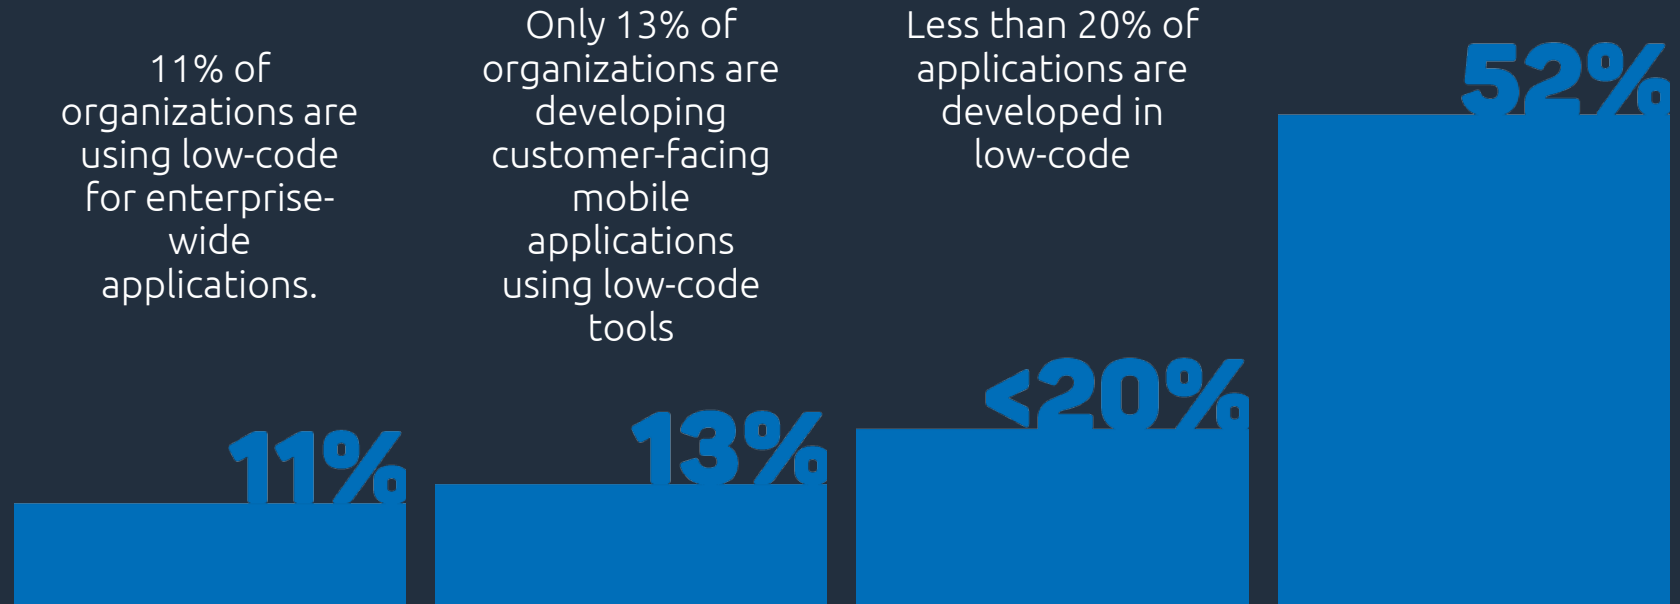 11% of
organizations are
using low-code
for enterprise-
wide
applications.
11%
Only 13% of
organizations are
developing
customer-facing
mobile
applications
using low-code
tools
13%
Less than 20% of
applications are
developed in
low-code
<20%
52%